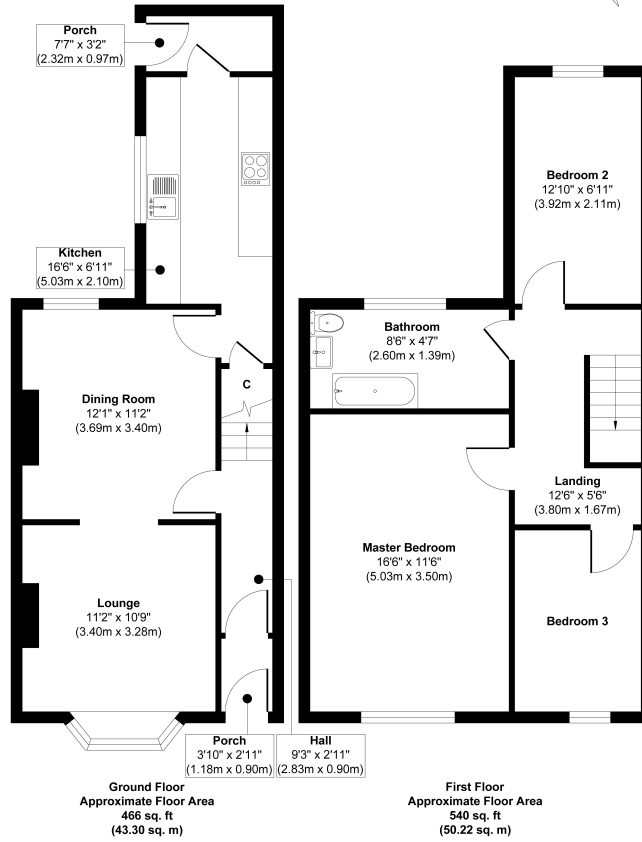 Porch
7'7" x 3'2"
(2.32m x 0.97m)
Kitchen
16'6" x 6'11"
(5.03m x 2.10m)
C
Dining Room
12'1" x 11'2"
(3.69m x 3.40m)
Lounge
11'2" x 10'9"
(3.40m x 3.28m)
Porch
3'10" x 2'11"
(1.18m x 0.90m)
Hall
9'3" x 2'11"
(2.83m x 0.90m)
Ground Floor
Approximate Floor Area
466 sq. ft
(43.30 sq. m)
Bedroom 2
12'10" x 6'11"
(3.92m x 2.11m)
Bathroom
8'6" x 4'7"
(2.60m x 1.39m)
Landing
12'6" x 5'6"
(3.80m x 1.67m)
Master Bedroom
16'6" x 11'6"
(5.03m x 3.50m)
Bedroom 3
First Floor
Approximate Floor Area
540 sq. ft
(50.22 sq. m)